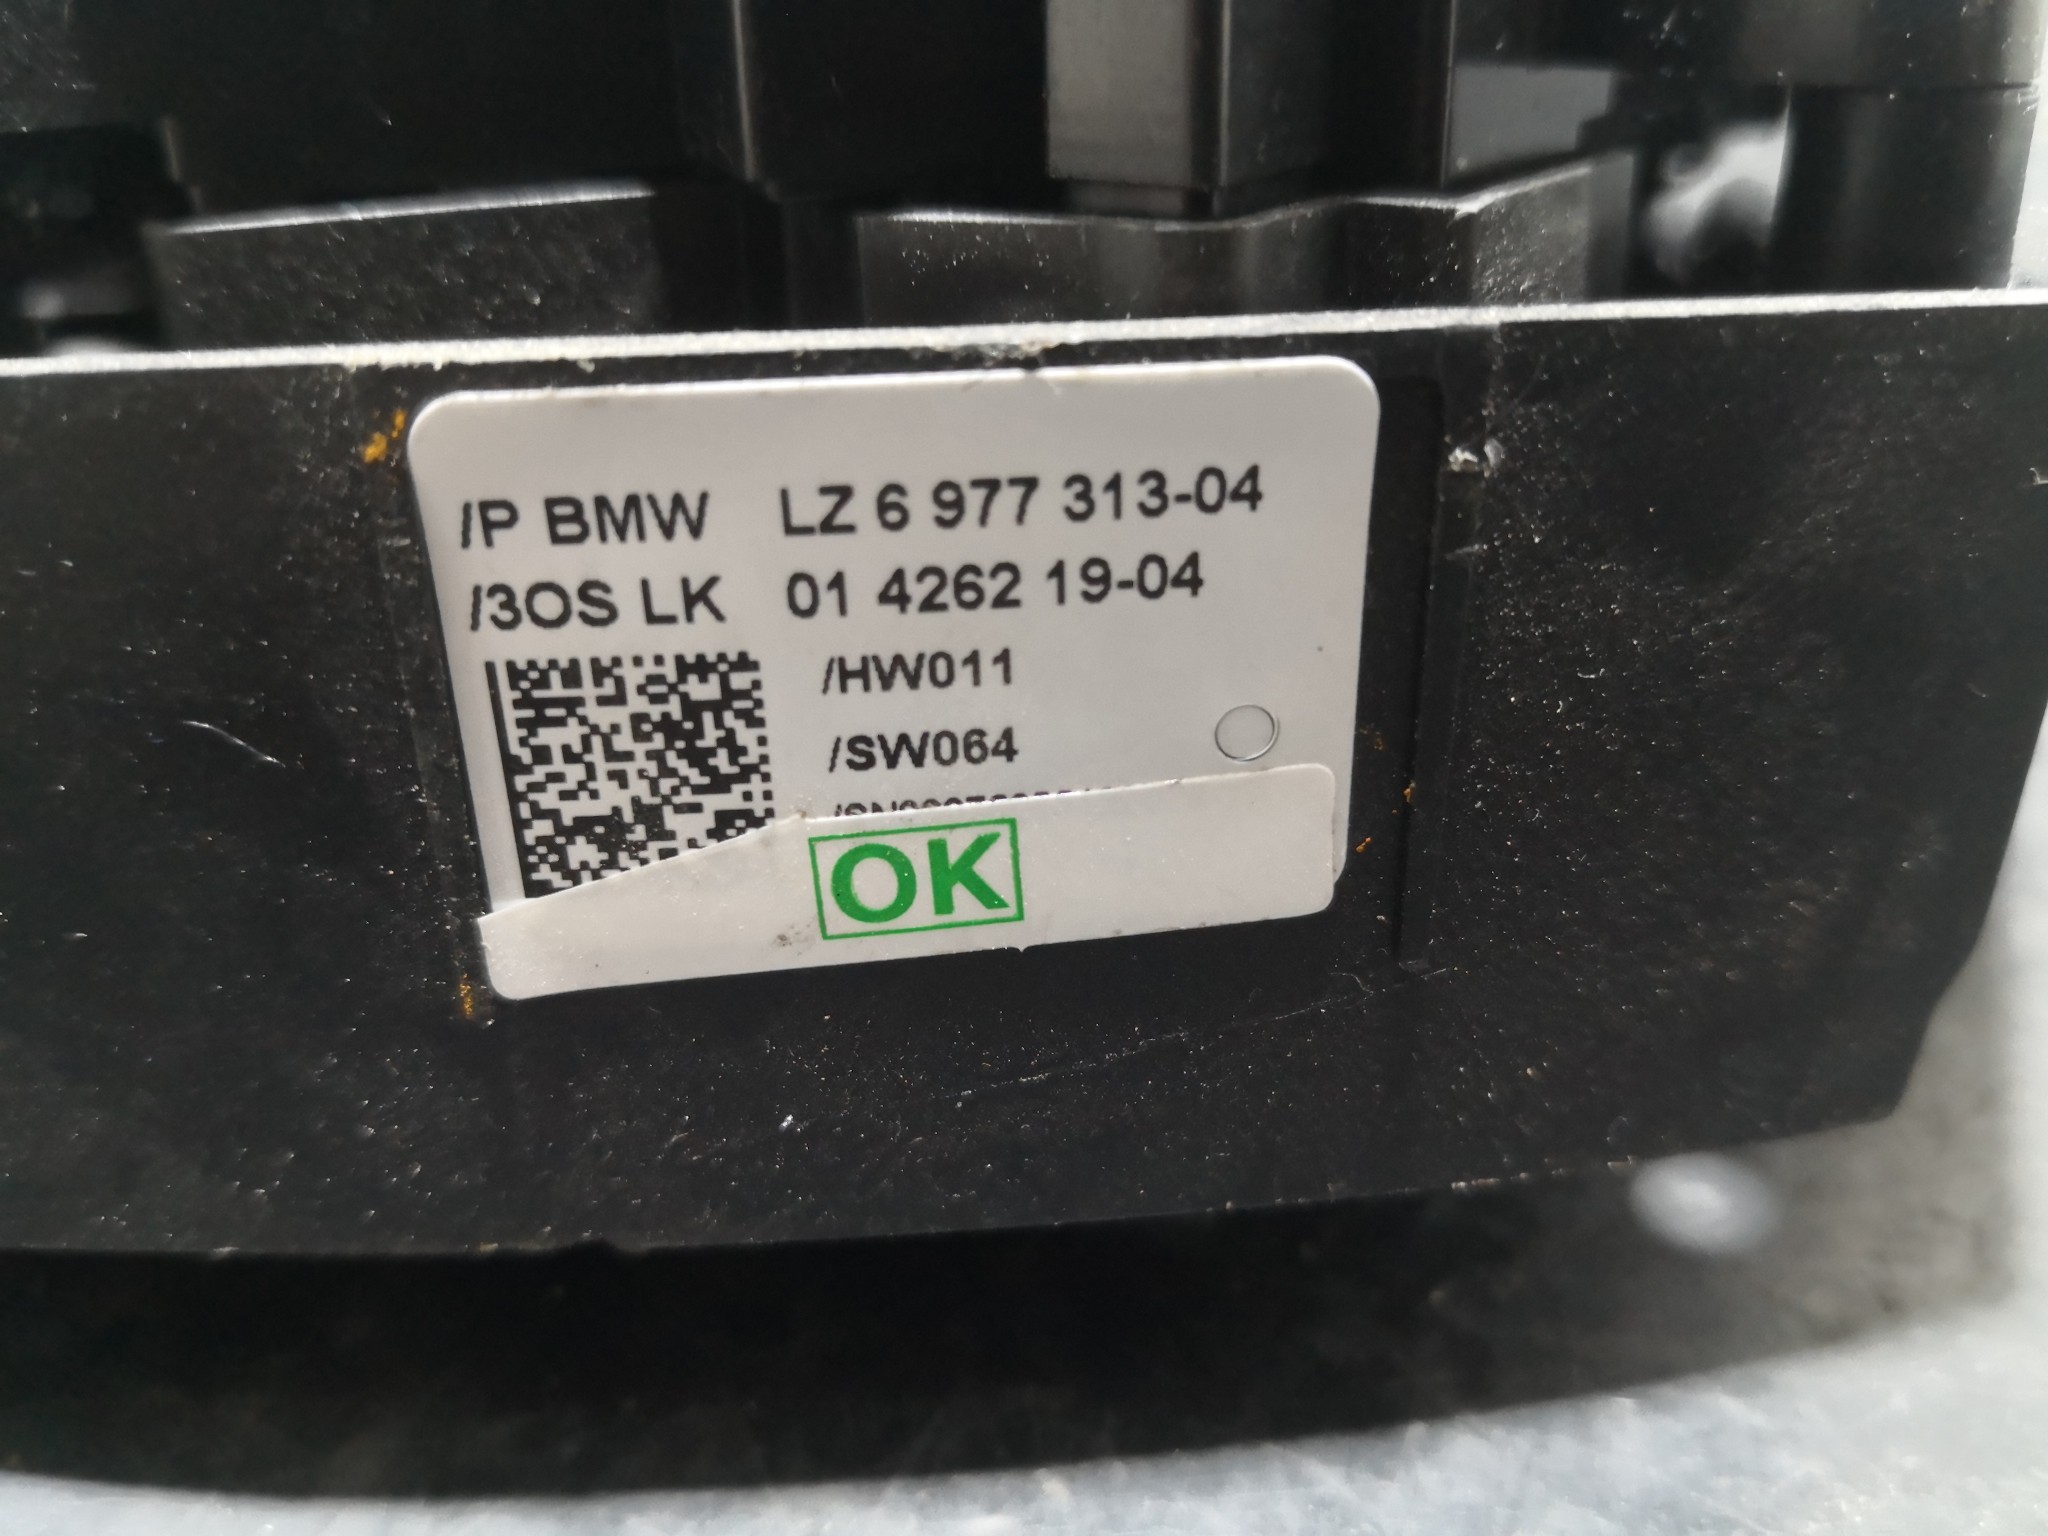 /P BMW LZ 6 977 313-04
/3OS LK 01 4262 19-04
/HW011
/SW064
OK